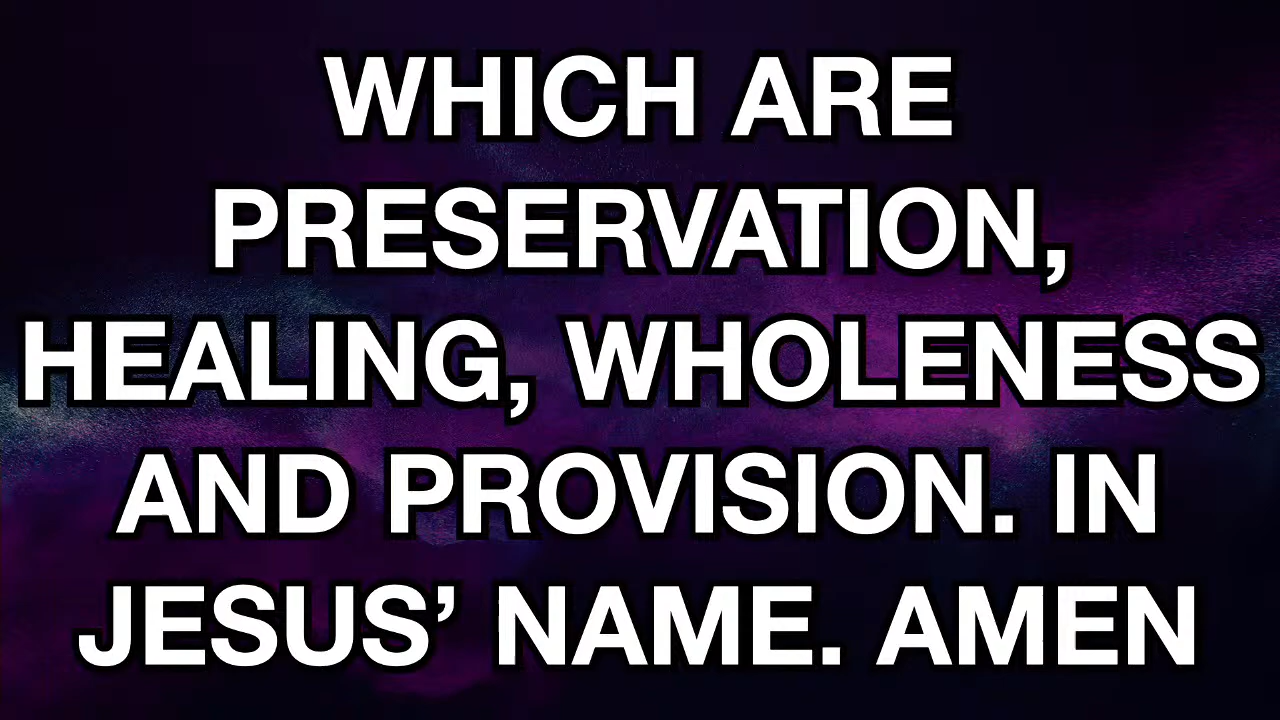 WHICH ARE
PRESERVATION,
HEALING, WHOLENESS
AND PROVISION. IN
JESUS’ NAME. AMEN